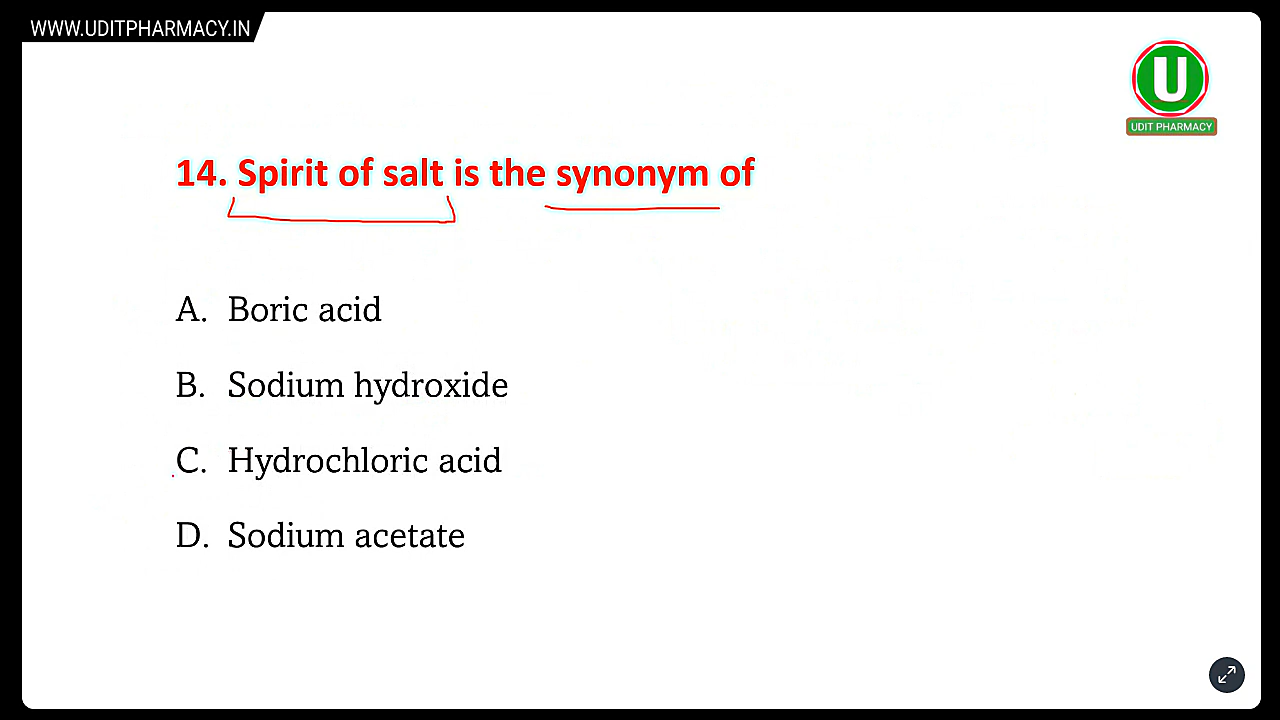 WWW.UDITPHARMACY.IN
U
UDIT PHARMACY
14. Spirit of salt is the synonym of
A. Boric acid
B. Sodium hydroxide
C. Hydrochloric acid
D. Sodium acetate